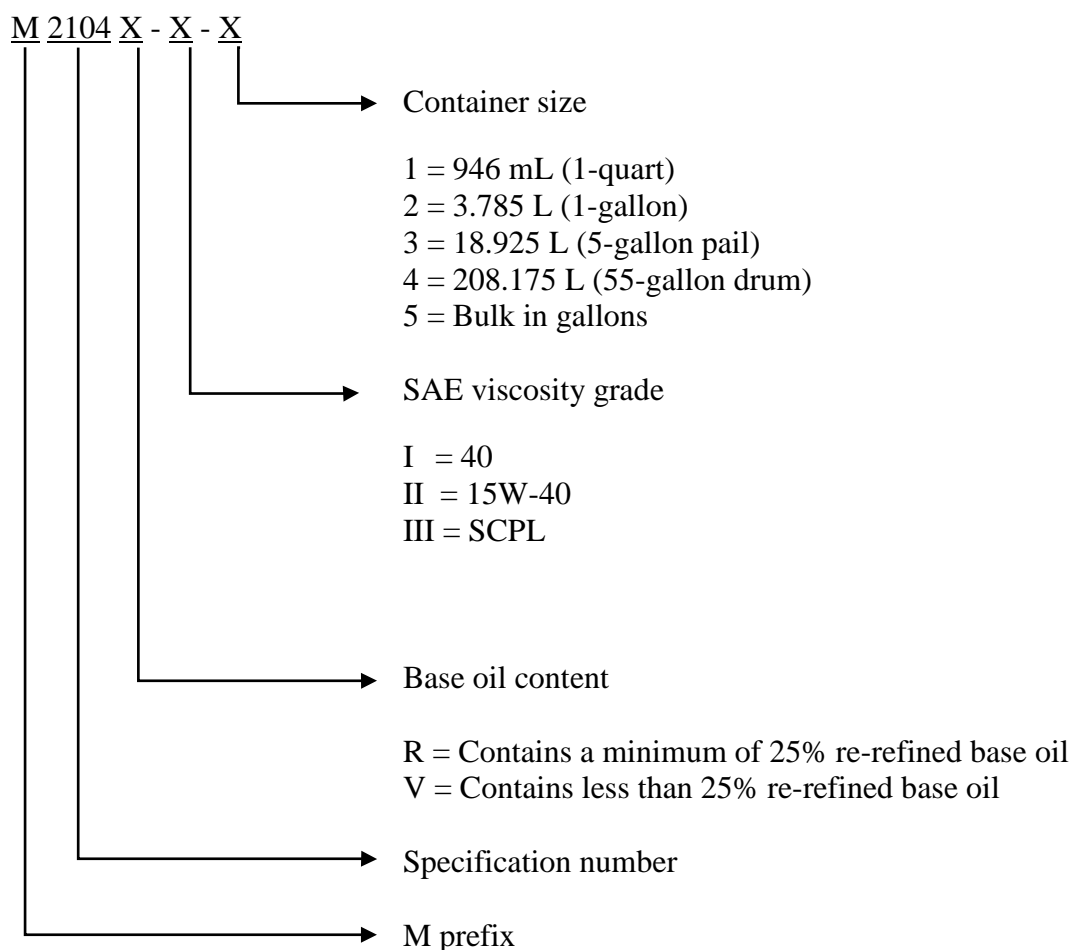 M 2104 X - X - X
Container size
1 = 946 mL (1-quart)
2 = 3.785 L (1-gallon)
3 = 18.925 L (5-gallon pail)
4 = 208.175 L (55-gallon drum)
5 = Bulk in gallons
SAE viscosity grade
I = 40
II = 15W-40
III = SCPL
Base oil content
R = Contains a minimum of 25% re-refined base oil
V = Contains less than 25% re-refined base oil
Specification number
M prefix